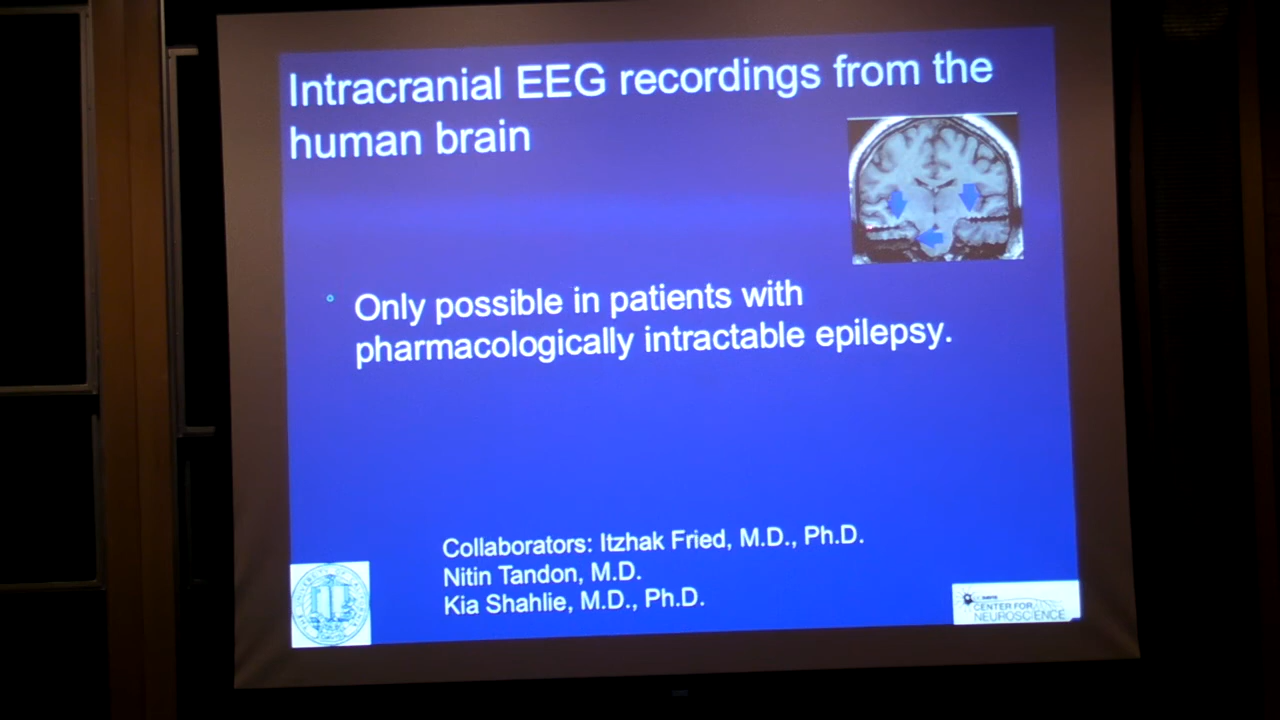 Intracranial EEG recordings from the
human brain
Only possible in patients with
pharmacologically intractable epilepsy.
Collaborators: Itzhak Fried, M.D., Ph.D.
Nitin Tandon, M.D.
Kia Shahlie, M.D., Ph.D.
CENTER FOR
NEUROSCIENCE